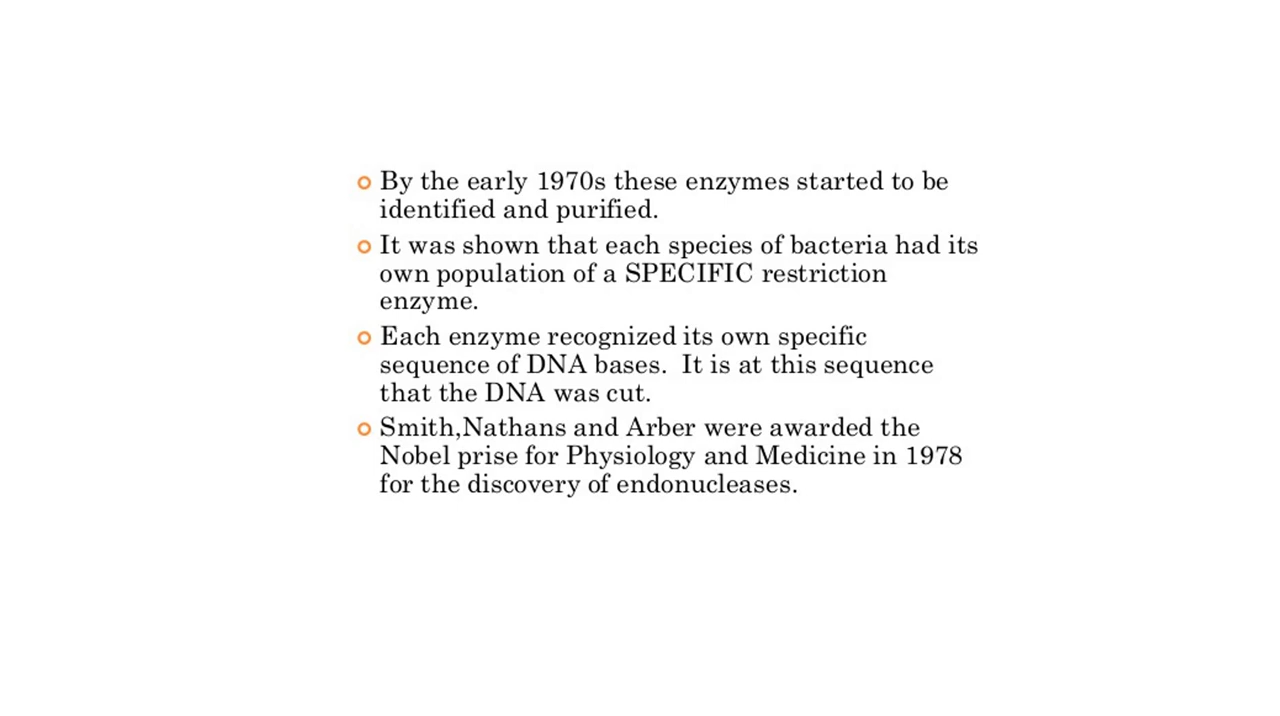 By the early 1970s these enzymes started to be
identified and purified.
It was shown that each species of bacteria had its
own population of a SPECIFIC restriction
enzyme.
Each enzyme recognized its own specific
sequence of DNA bases.  It is at this sequence
that the DNA was cut.
Smith,Nathans and Arber were awarded the
Nobel prise for Physiology and Medicine in 1978
for the discovery of endonucleases.